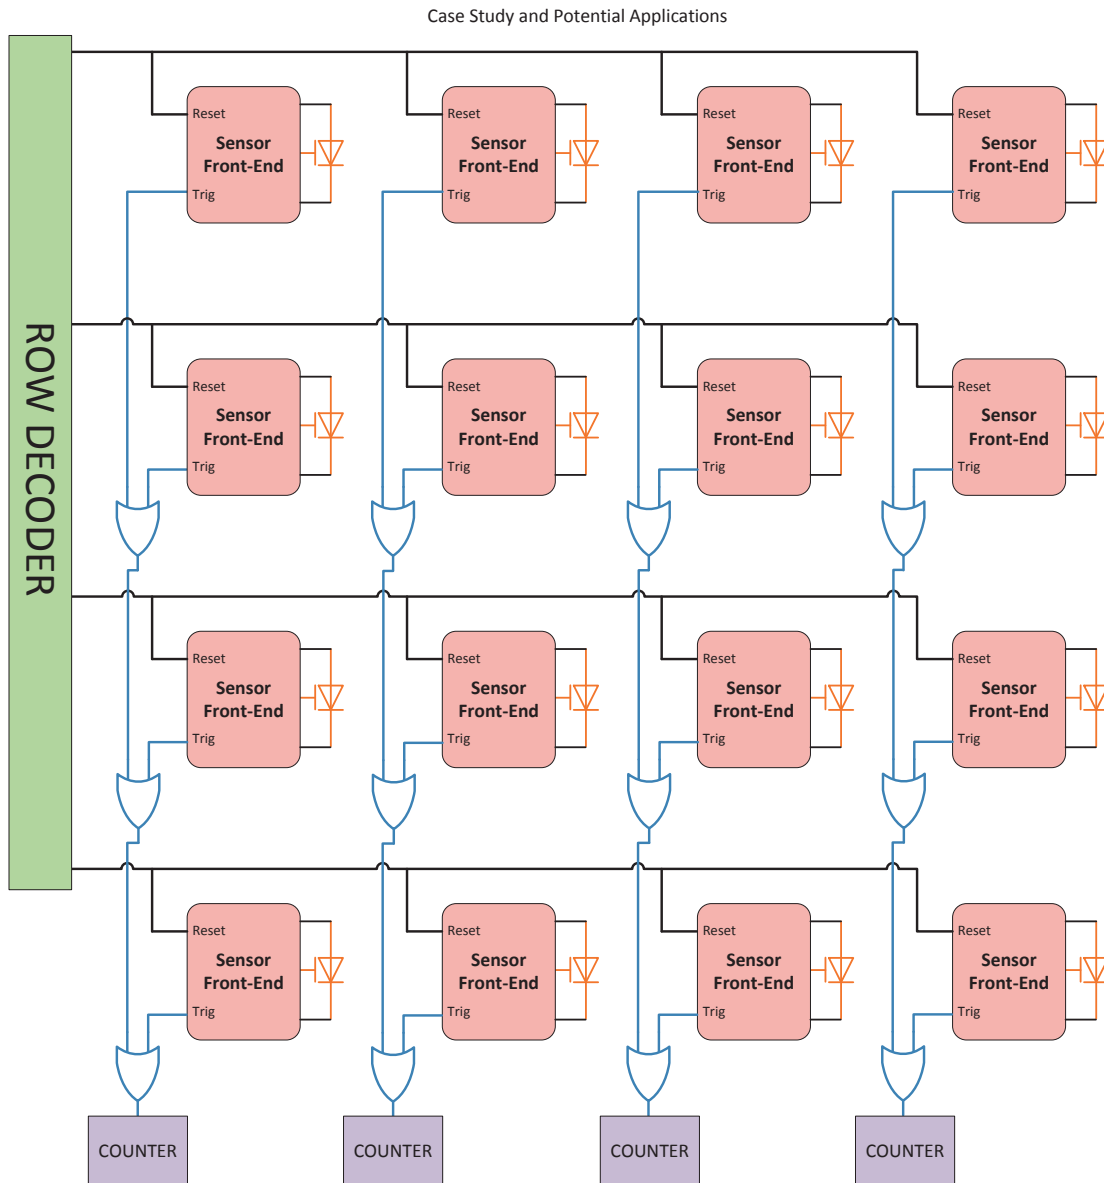 Case Study and Potential Applications
ROW DECODER
Reset
Sensor
Front-End
Trig
Reset
Sensor
Front-End
Trig
Reset
Sensor
Front-End
Trig
Reset
Sensor
Front-End
Trig
Reset
Sensor
Front-End
Trig
Reset
Sensor
Front-End
Trig
Reset
Sensor
Front-End
Trig
Reset
Sensor
Front-End
Trig
Reset
Sensor
Front-End
Trig
Reset
Sensor
Front-End
Trig
Reset
Sensor
Front-End
Trig
Reset
Sensor
Front-End
Trig
Reset
Sensor
Front-End
Trig
Reset
Sensor
Front-End
Trig
Reset
Sensor
Front-End
Trig
Reset
Sensor
Front-End
Trig
COUNTER
COUNTER
COUNTER
COUNTER